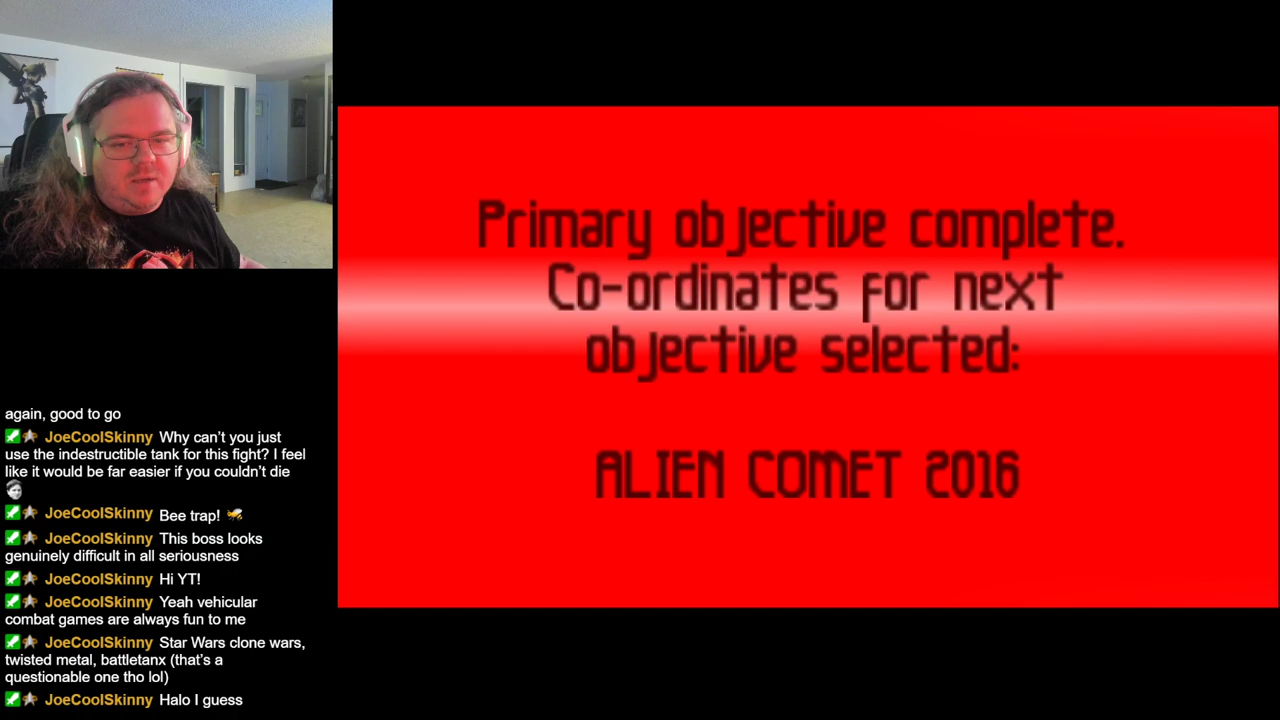 Primary objective complete.
Co-ordinates for next
objective selected:
ALIEN COMET 2016
again, good to go
JoeCoolSkinny Why can't you just
use the indestructible tank for this fight? I feel
like it would be far easier if you couldn't die
JoeCoolSkinny Bee trap!
JoeCoolSkinny This boss looks
genuinely difficult in all seriousness
JoeCoolSkinny Hi YT!
JoeCoolSkinny Yeah vehicular
combat games are always fun to me
JoeCoolSkinny Star Wars clone wars,
twisted metal, battletanx (that's a
questionable one tho lol)
JoeCoolSkinny Halo I guess